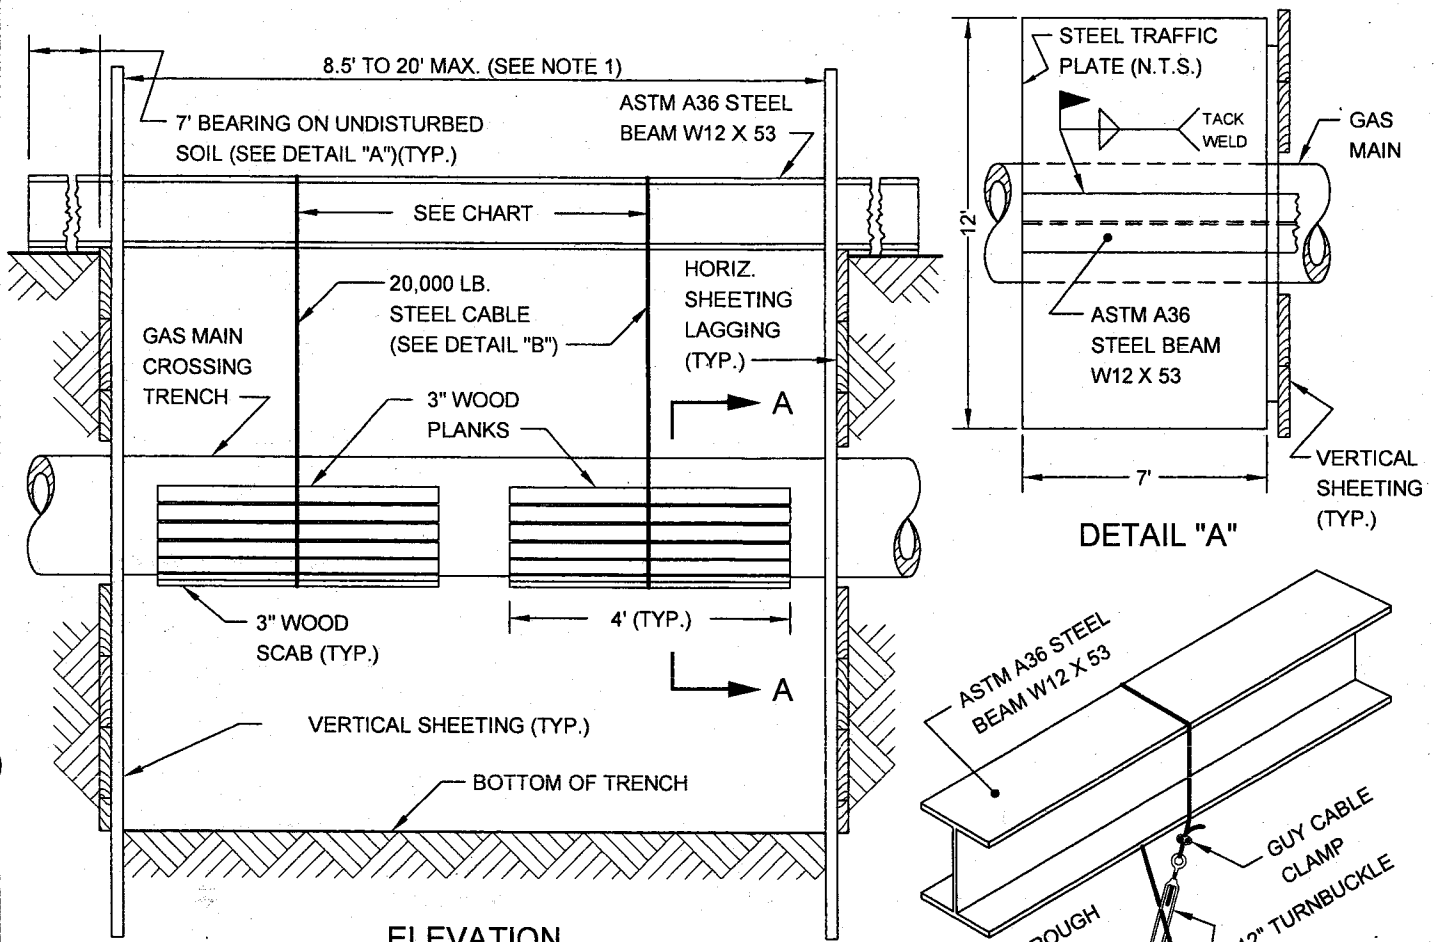 8.5' TO 20' MAX. (SEE NOTE 1)
7' BEARING ON UNDISTURBED
SOIL (SEE DETAIL "A")(TYP.)
ASTM A36 STEEL
BEAM W12 X 53
SEE CHART
20,000 LB.
STEEL CABLE
(SEE DETAIL "B")
HORIZ.
SHEETING
LAGGING
(TYP.)
GAS MAIN
CROSSING
TRENCH
3" WOOD
PLANKS
A
3" WOOD
SCAB (TYP.)
4' (TYP.)
A
VERTICAL SHEETING (TYP.)
BOTTOM OF TRENCH
ELEVATION
STEEL TRAFFIC
PLATE (N.T.S.)
TACK
WELD
GAS
MAIN
12'
ASTM A36
STEEL BEAM
W12 X 53
7'
VERTICAL
SHEETING
(TYP.)
DETAIL "A"
ASTM A36 STEEL
BEAM W12 X 53
GUY CABLE
CLAMP
12" TURNBUCKLE